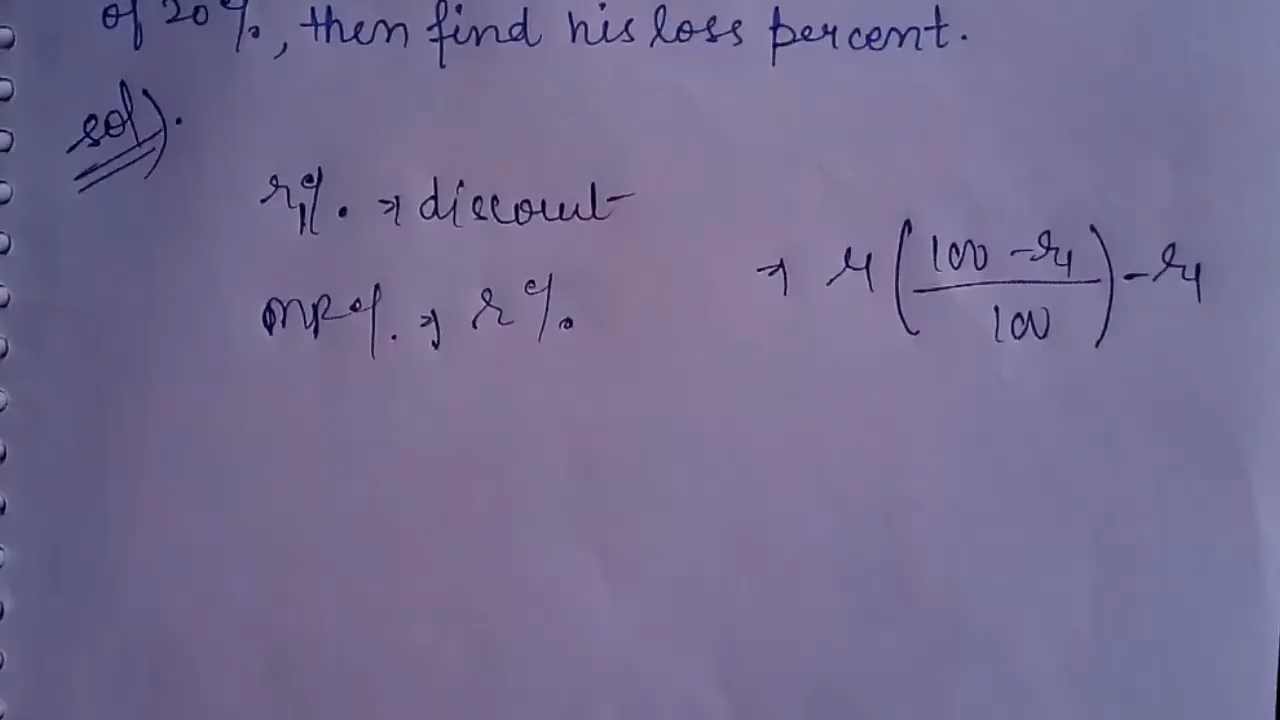 of 20%, then find his loss percent.
sol).
r₁%. → discount
MP%. → r%.
→ r (100 - r₁ / 100) - r₁